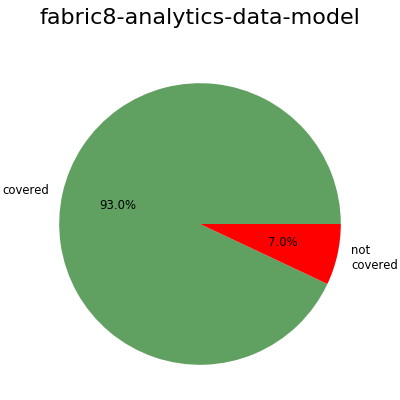 fabric8-analytics-data-model
covered
93.0%
7.0%
not
covered